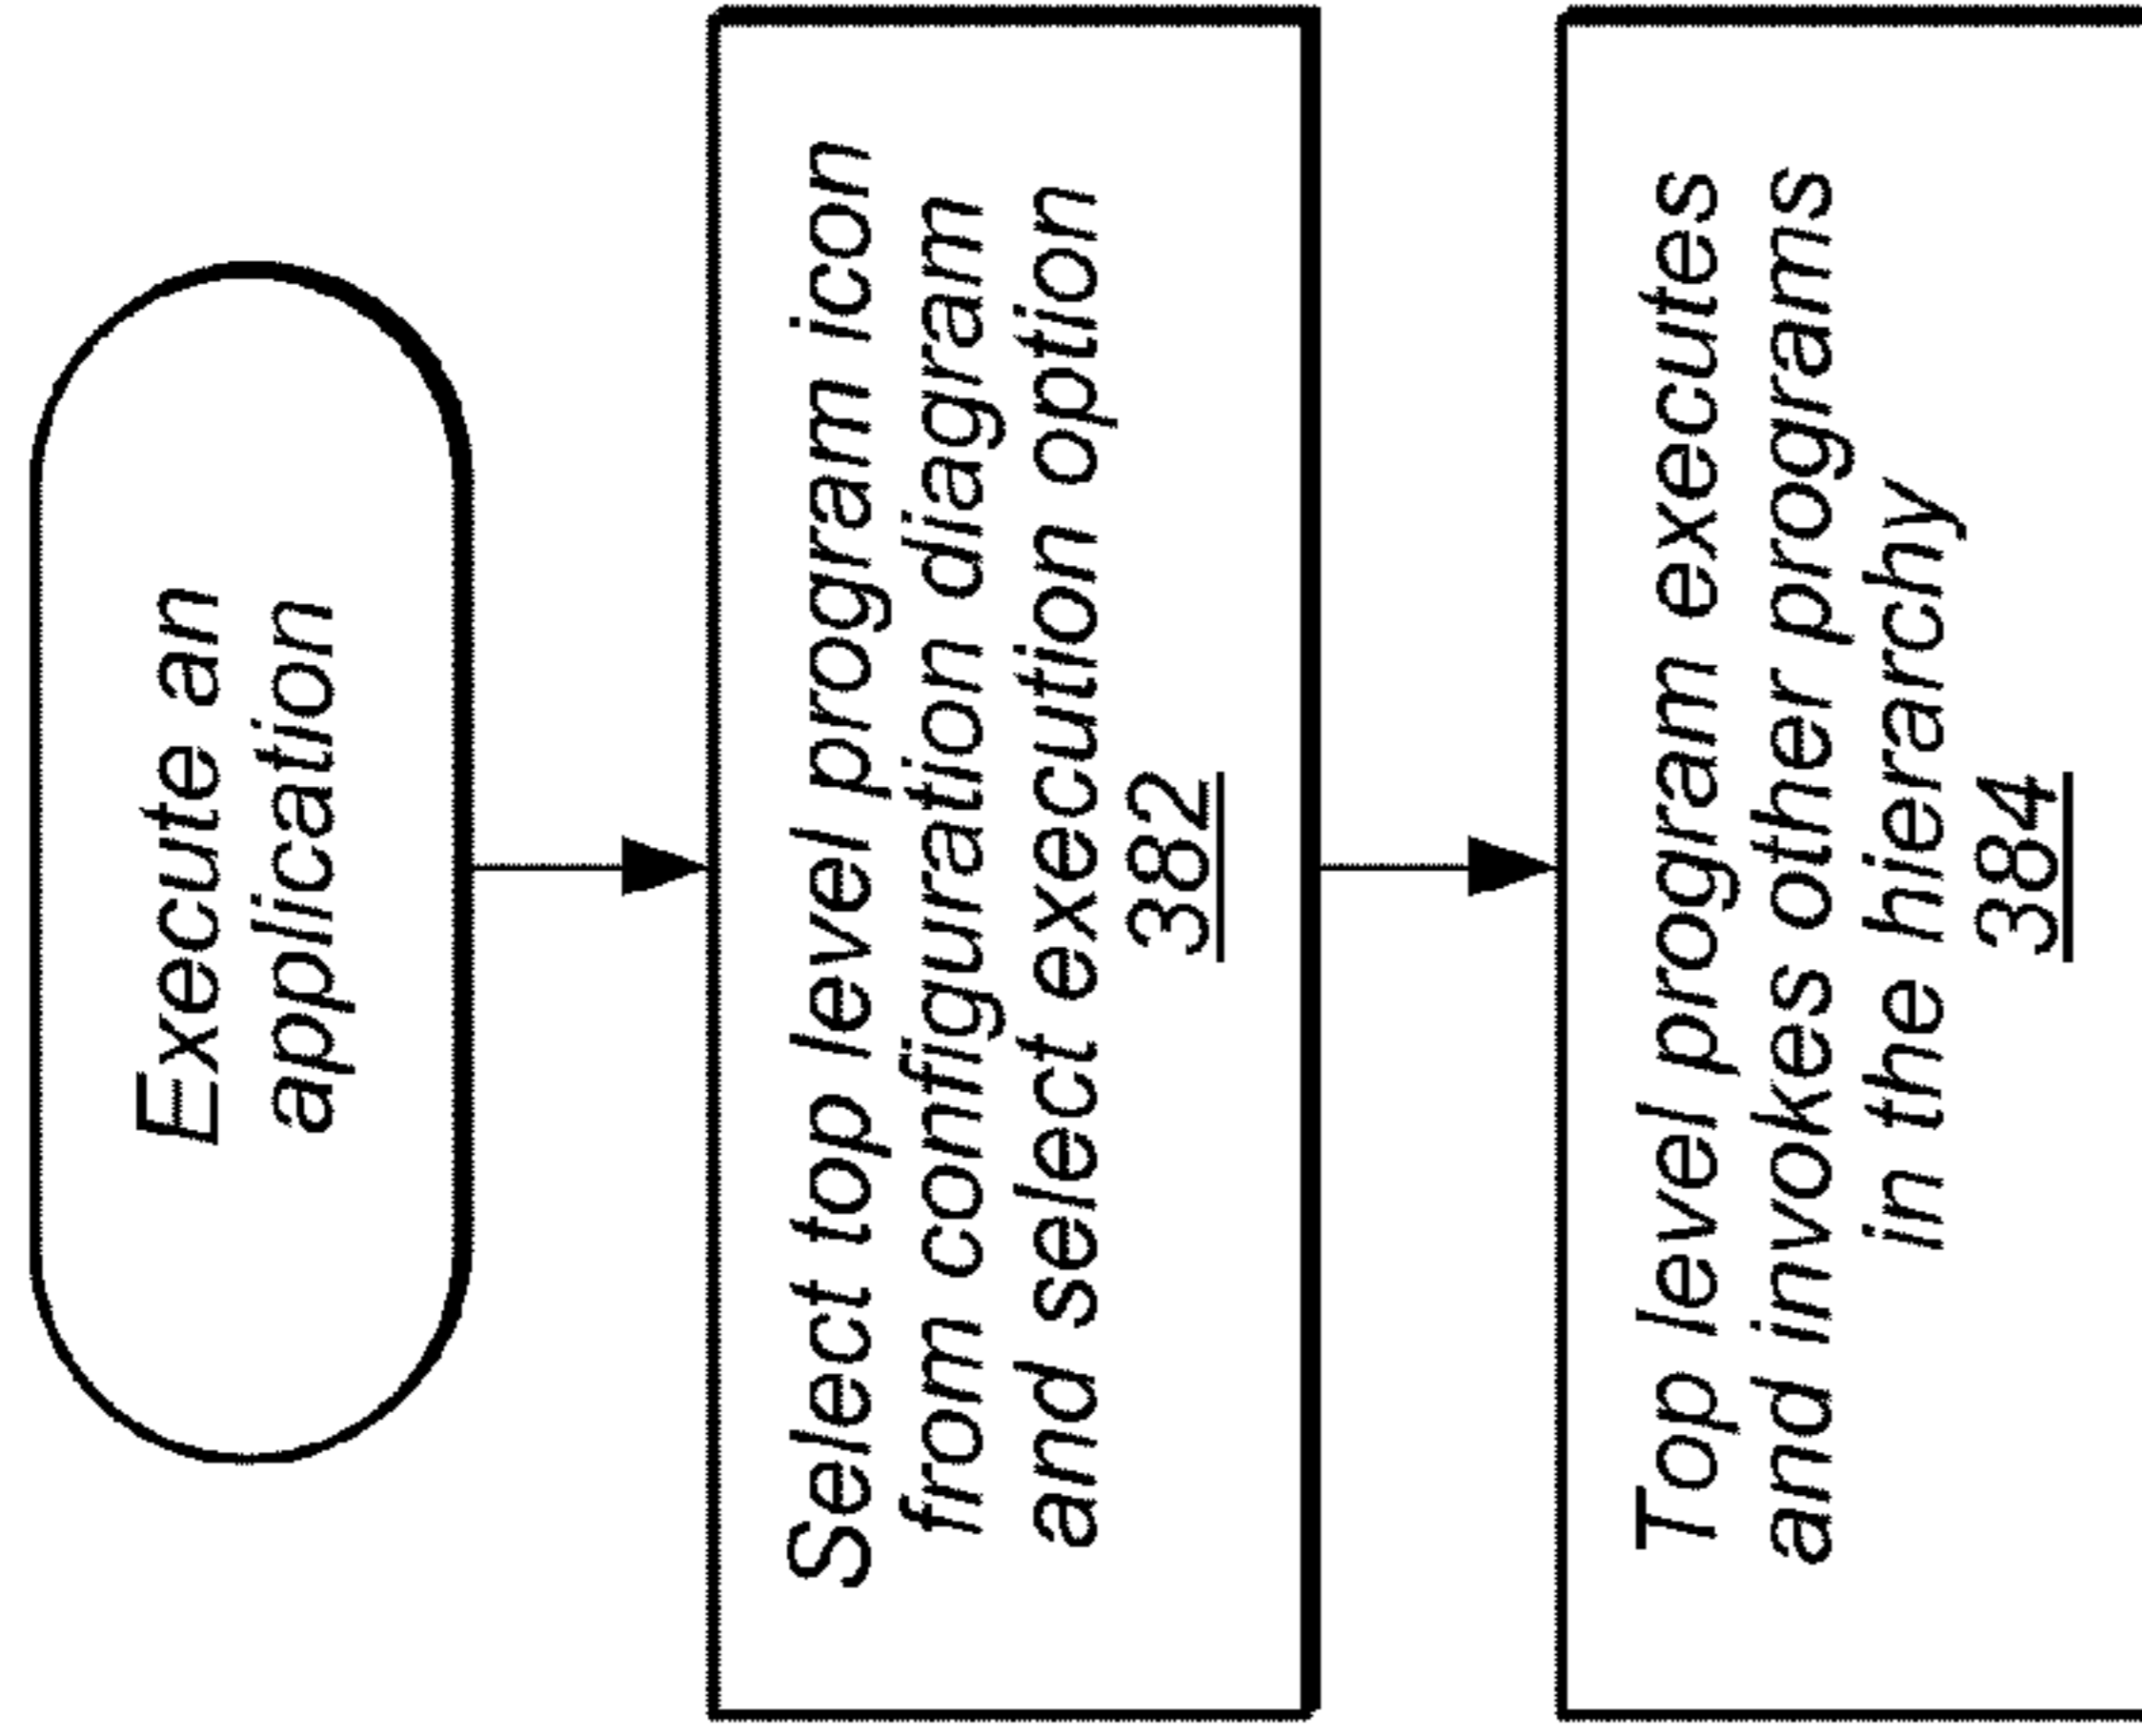 Execute an
application
Select top level program icon
from configuration diagram
and select execution option
382
Top level program executes
and invokes other programs
in the hierarchy
384